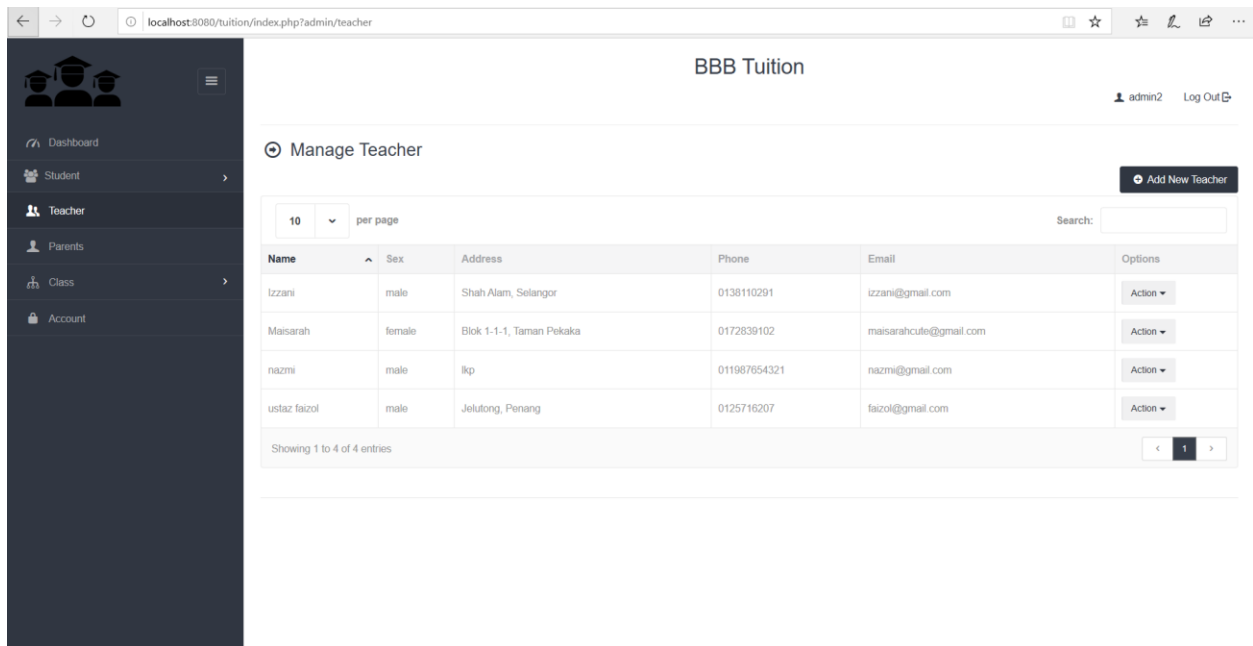 localhost:8080/tuition/index.php?admin/teacher
BBB Tuition
admin2 Log Out
Dashboard
Student
Teacher
Parents
Class
Account
Manage Teacher
Add New Teacher
10 per page Search:
Name Sex Address Phone Email Options
Izzani male Shah Alam, Selangor 0138110291 izzani@gmail.com Action
Maisarah female Blok 1-1-1, Taman Pekaka 0172839102 maisarahcute@gmail.com Action
nazmi male lkp 011987654321 nazmi@gmail.com Action
ustaz faizol male Jelutong, Penang 0125716207 faizol@gmail.com Action
Showing 1 to 4 of 4 entries < 1 >